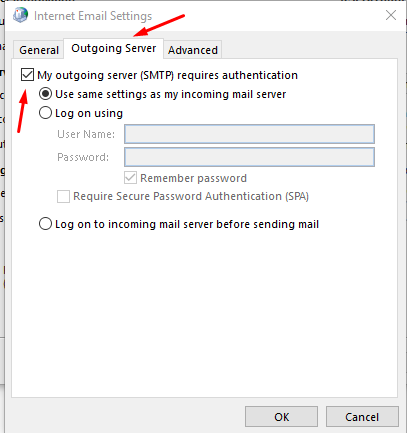 Internet Email Settings
General Outgoing Server Advanced
My outgoing server (SMTP) requires authentication
Use same settings as my incoming mail server
Log on using
User Name:
Password:
Remember password
Require Secure Password Authentication (SPA)
Log on to incoming mail server before sending mail
OK Cancel